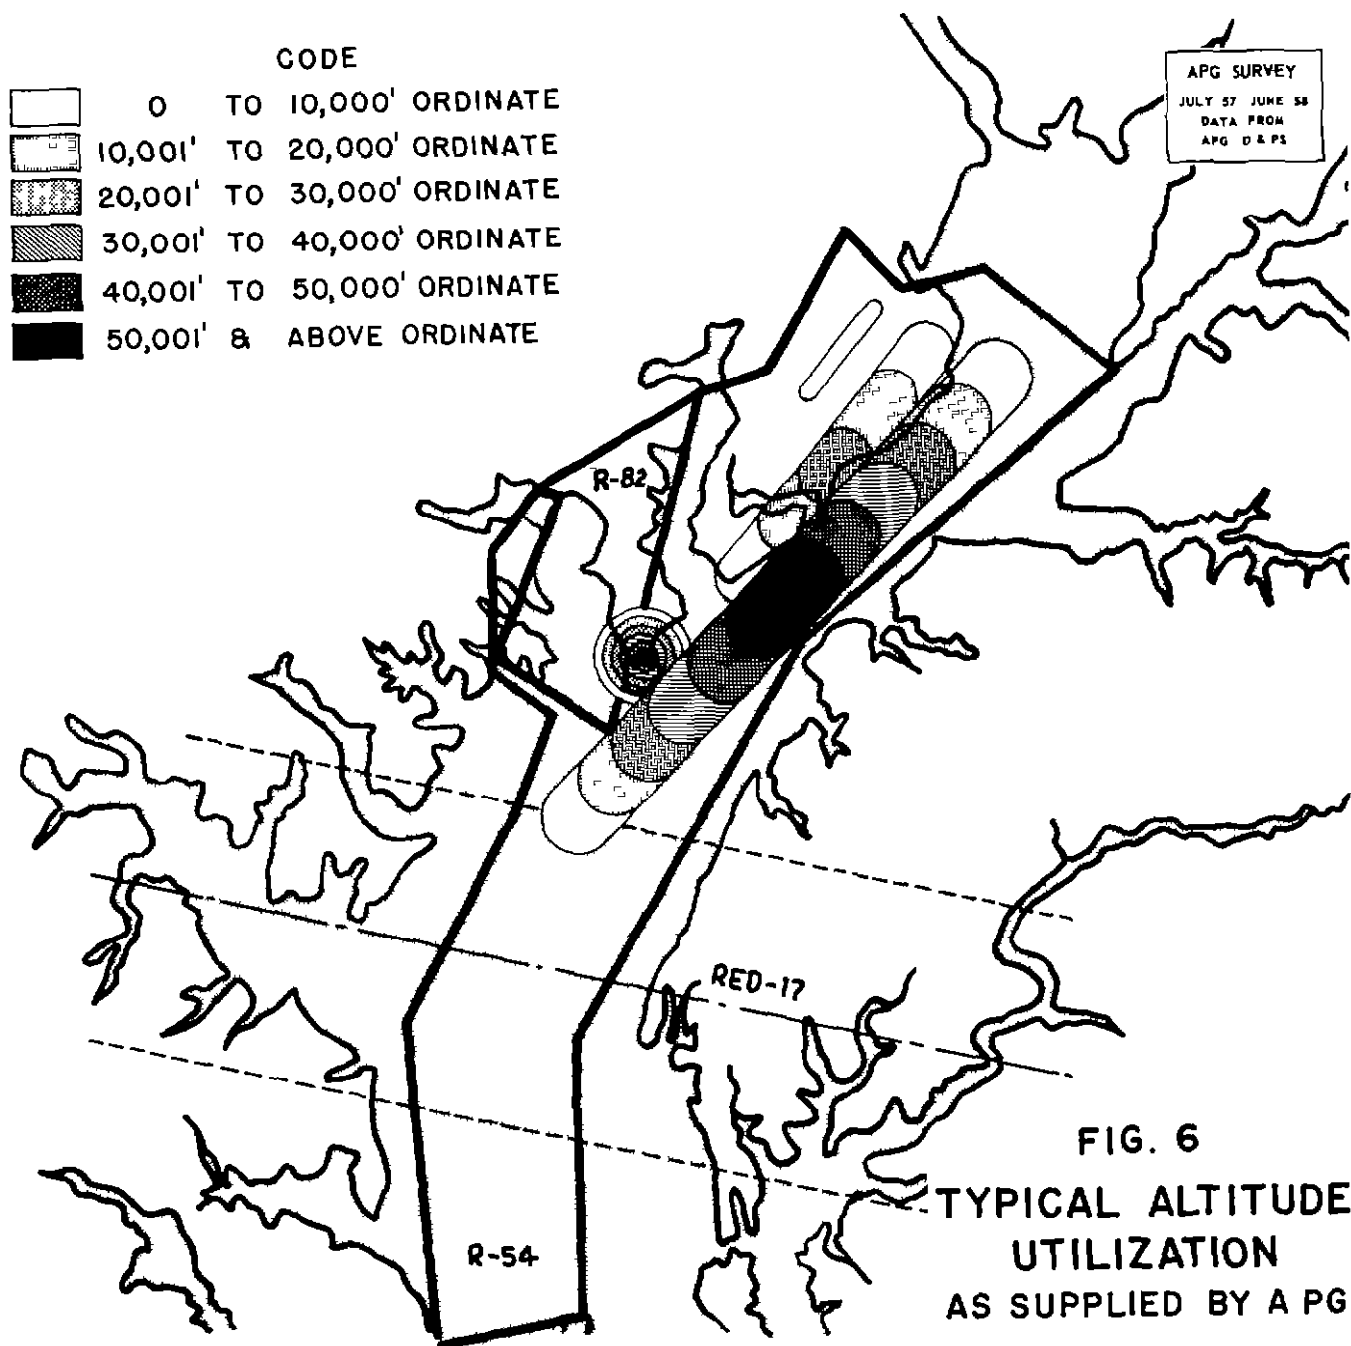 CODE
0 TO 10,000' ORDINATE
10,001' TO 20,000' ORDINATE
20,001' TO 30,000' ORDINATE
30,001' TO 40,000' ORDINATE
40,001' TO 50,000' ORDINATE
50,001' & ABOVE ORDINATE
APG SURVEY
JULY 57 JUNE 58
DATA FROM
APG D & PS
R-82
RED-17
R-54
FIG. 6
TYPICAL ALTITUDE
UTILIZATION
AS SUPPLIED BY A PG